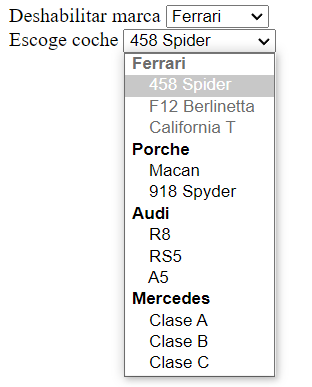 Deshabilitar marca Ferrari
Escoge coche 458 Spider
Ferrari
458 Spider
F12 Berlinetta
California T
Porche
Macan
918 Spyder
Audi
R8
RS5
A5
Mercedes
Clase A
Clase B
Clase C